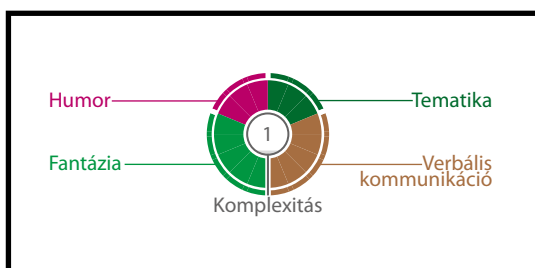 Humor
Tematika
1
Fantázia
Verbális
kommunikáció
Komplexitás